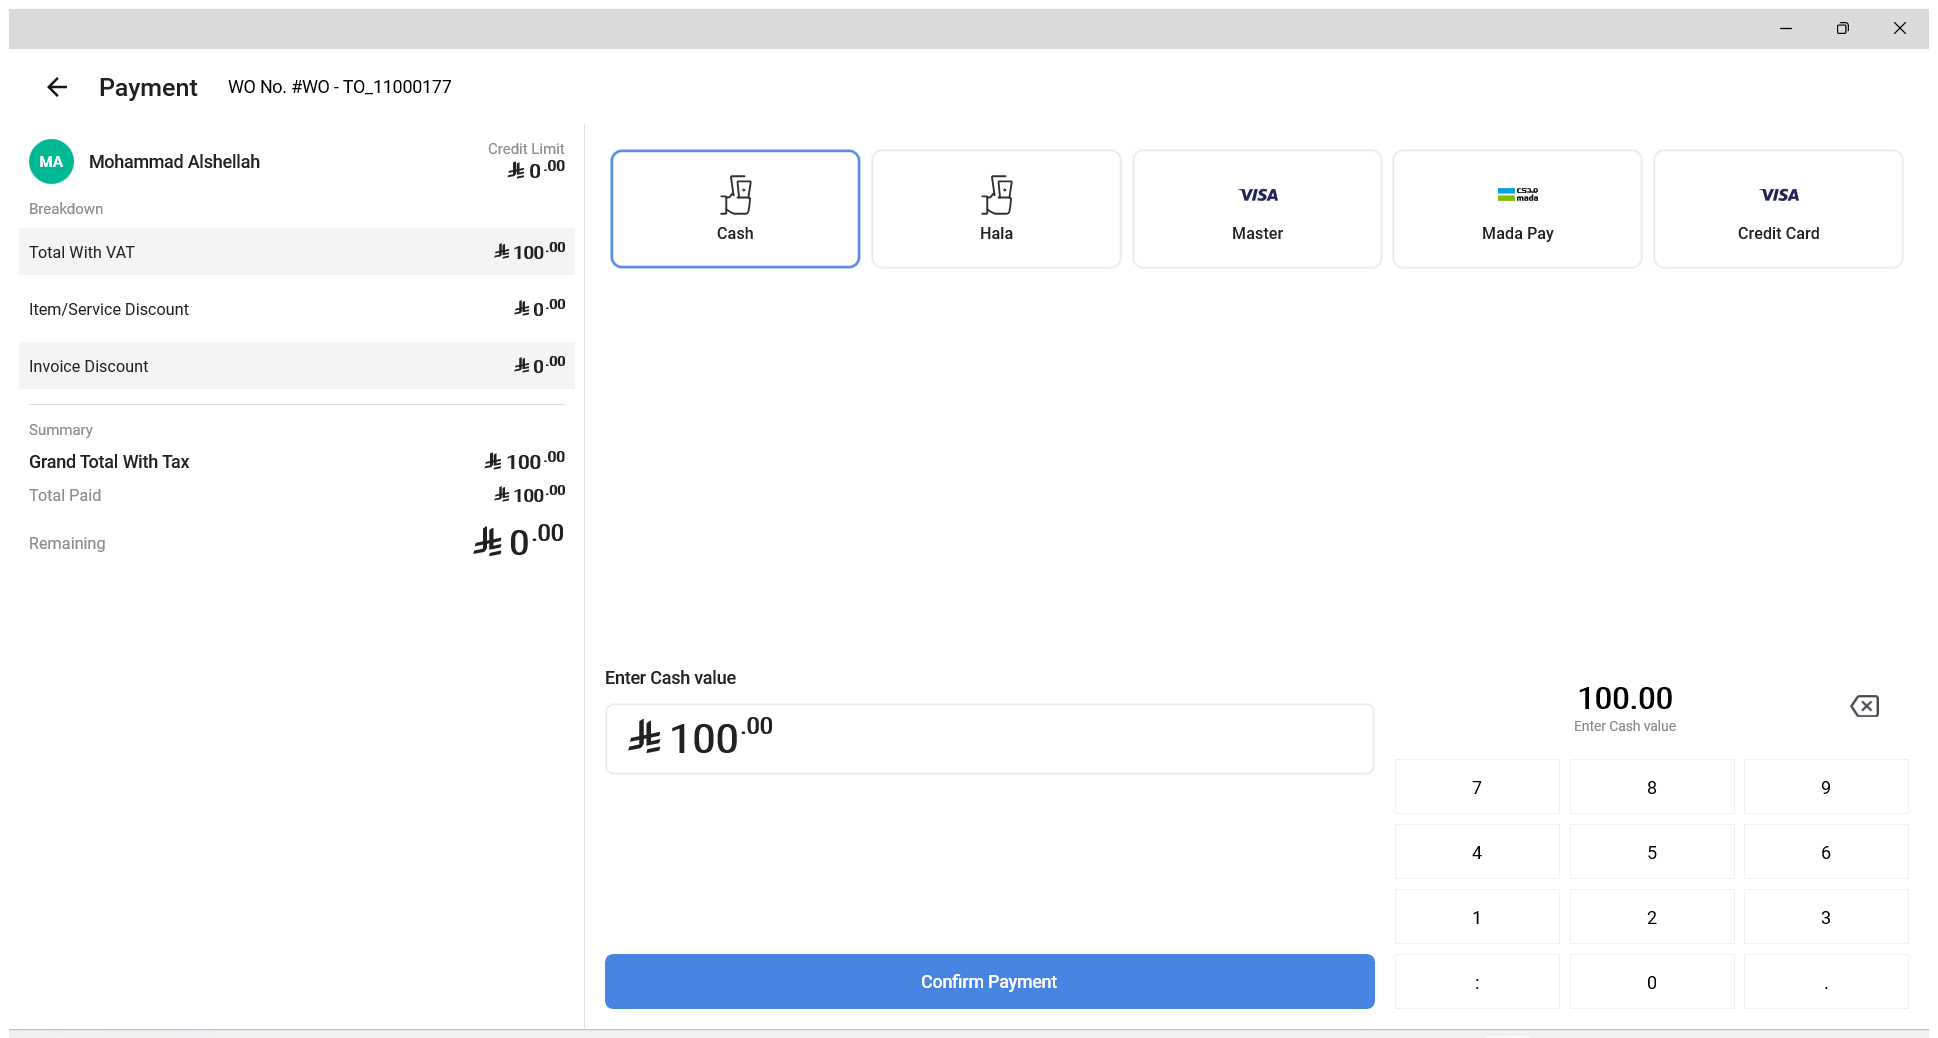 Payment WO No. #WO - TO_11000177
MA Mohammad Alshellah
Credit Limit
0.00
Breakdown
Total With VAT 100.00
Item/Service Discount 0.00
Invoice Discount 0.00
Summary
Grand Total With Tax 100.00
Total Paid 100.00
Remaining 0.00
Cash
Hala
VISA
Master
مدى
mada
Mada Pay
VISA
Credit Card
Enter Cash value
100.00
Confirm Payment
100.00
Enter Cash value
7 8 9
4 5 6
1 2 3
: 0 .